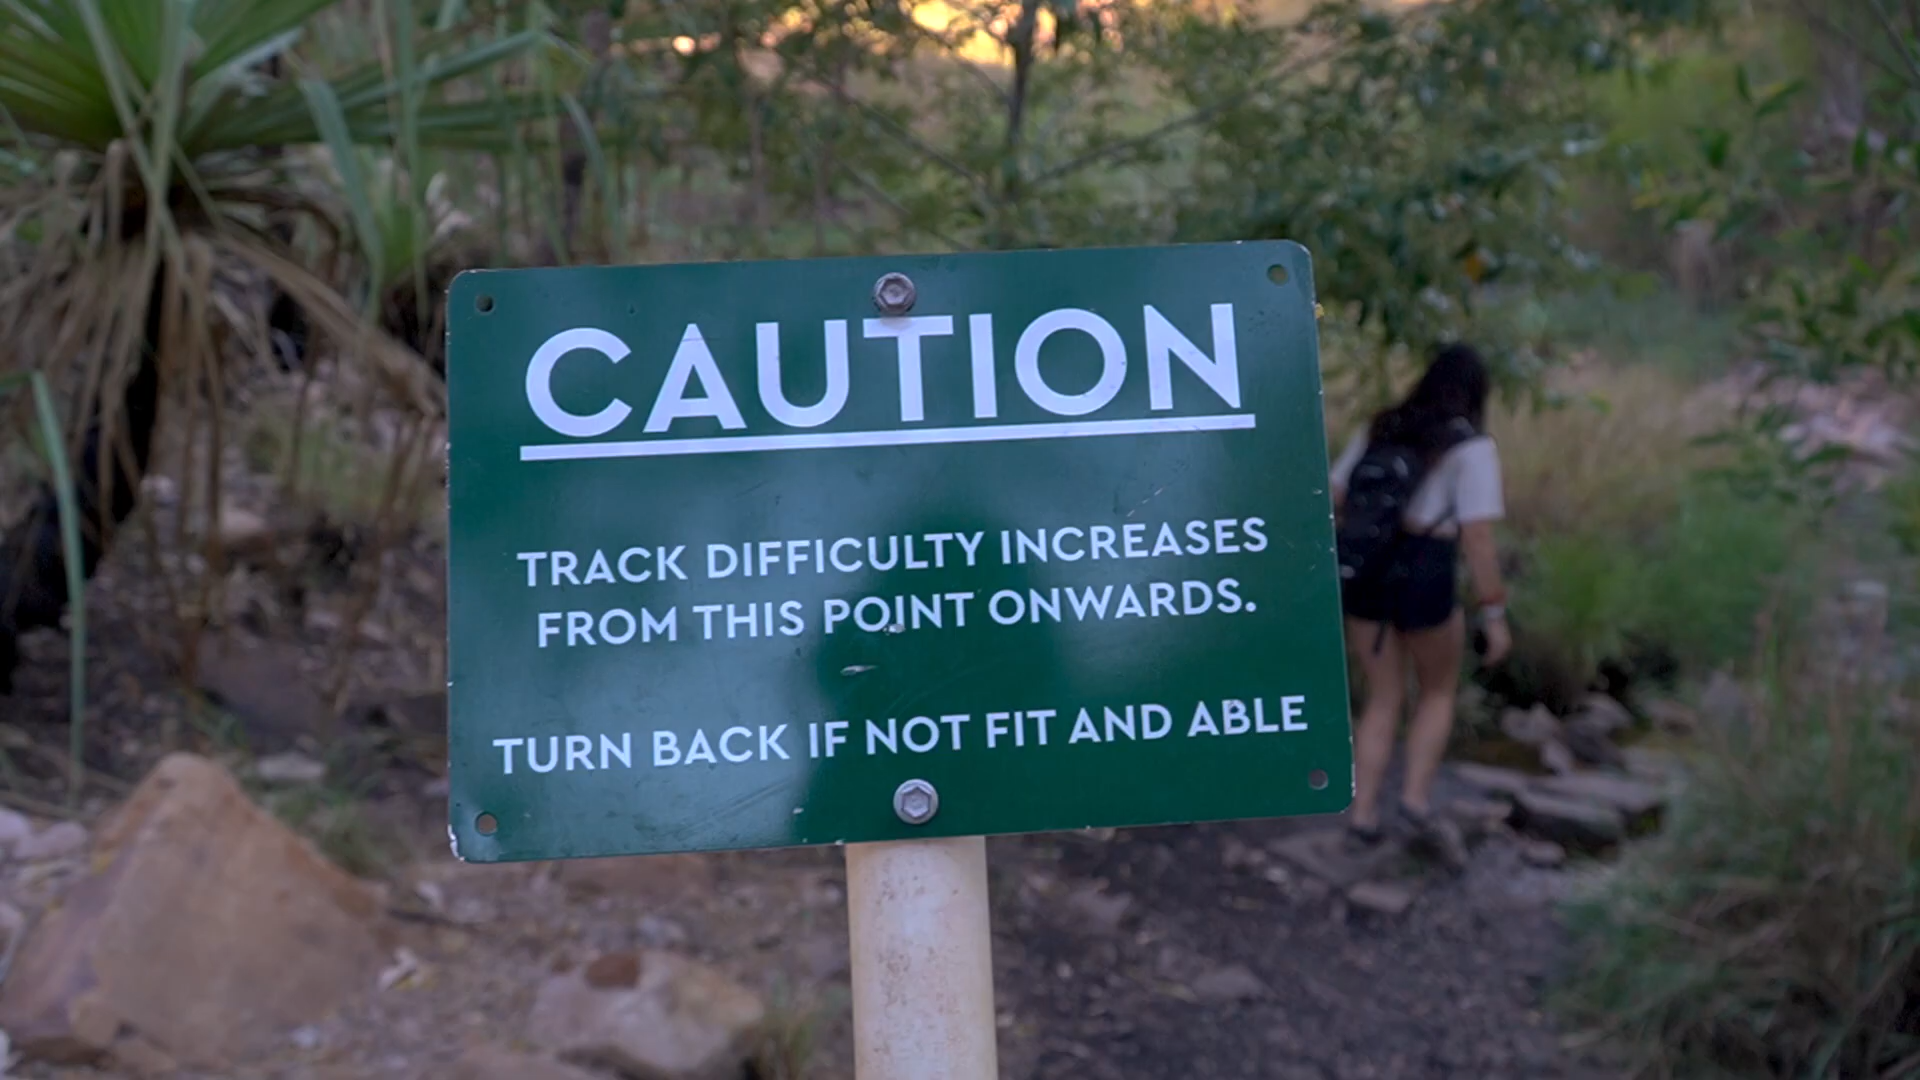 CAUTION
TRACK DIFFICULTY INCREASES
FROM THIS POINT ONWARDS.
TURN BACK IF NOT FIT AND ABLE